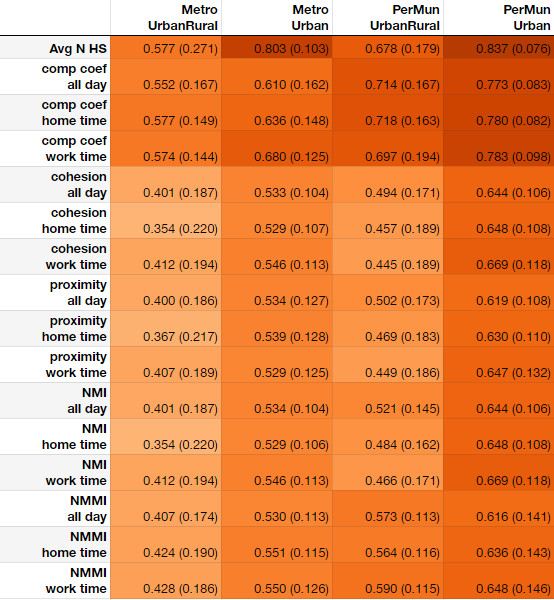 Metro Metro PerMun PerMun
UrbanRural Urban UrbanRural Urban
Avg N HS 0.577 (0.271) 0.803 (0.103) 0.678 (0.179) 0.837 (0.076)
comp coef
all day 0.552 (0.167) 0.610 (0.162) 0.714 (0.167) 0.773 (0.083)
comp coef
home time 0.577 (0.149) 0.636 (0.148) 0.718 (0.163) 0.780 (0.082)
comp coef
work time 0.574 (0.144) 0.680 (0.125) 0.697 (0.194) 0.783 (0.098)
cohesion
all day 0.401 (0.187) 0.533 (0.104) 0.494 (0.171) 0.644 (0.106)
cohesion
home time 0.354 (0.220) 0.529 (0.107) 0.457 (0.189) 0.648 (0.108)
cohesion
work time 0.412 (0.194) 0.546 (0.113) 0.445 (0.189) 0.669 (0.118)
proximity
all day 0.400 (0.186) 0.534 (0.127) 0.502 (0.173) 0.619 (0.108)
proximity
home time 0.367 (0.217) 0.539 (0.128) 0.469 (0.183) 0.630 (0.110)
proximity
work time 0.407 (0.189) 0.529 (0.125) 0.449 (0.186) 0.647 (0.132)
NMI
all day 0.401 (0.187) 0.534 (0.104) 0.521 (0.145) 0.644 (0.106)
NMI
home time 0.354 (0.220) 0.529 (0.106) 0.484 (0.162) 0.648 (0.108)
NMI
work time 0.412 (0.194) 0.546 (0.113) 0.466 (0.171) 0.669 (0.118)
NMMI
all day 0.407 (0.174) 0.530 (0.113) 0.573 (0.113) 0.616 (0.141)
NMMI
home time 0.424 (0.190) 0.551 (0.115) 0.564 (0.116) 0.636 (0.143)
NMMI
work time 0.428 (0.186) 0.550 (0.126) 0.590 (0.115) 0.648 (0.146)